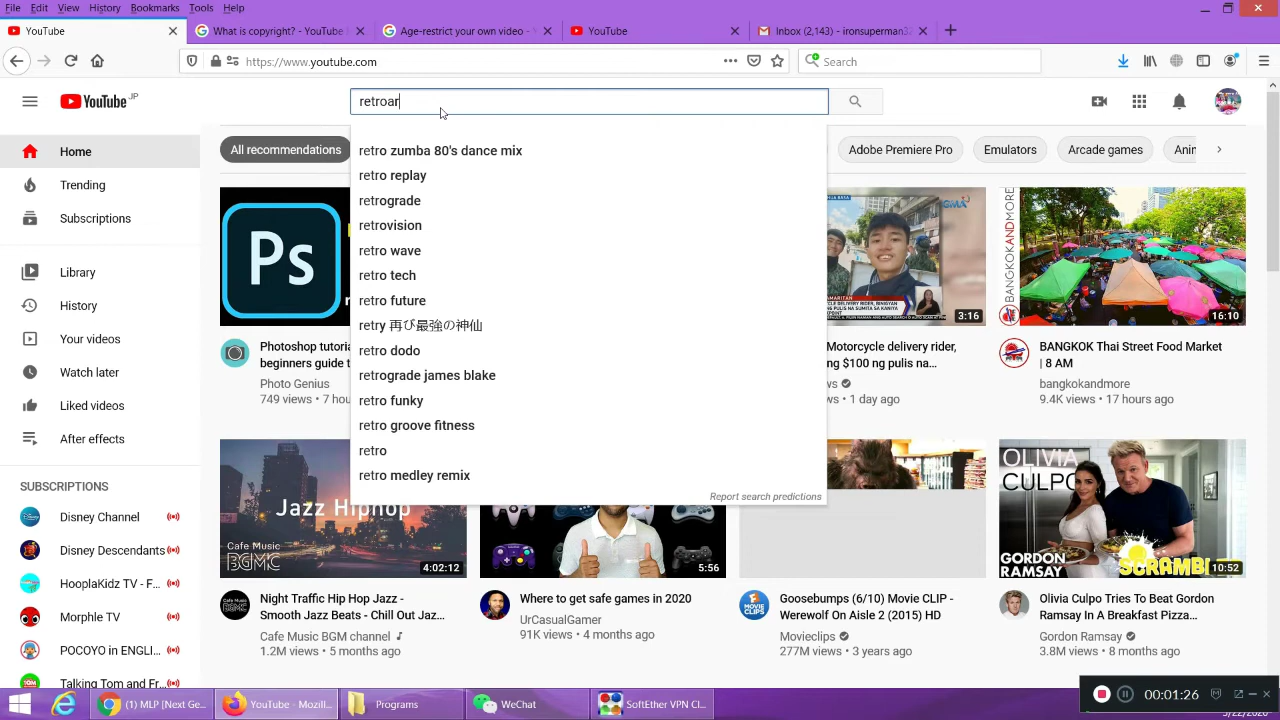 File Edit View History Bookmarks Tools Help
YouTube
What is copyright? - YouTube
Age-restrict your own video -
YouTube
Inbox (2,143) - ironsuperman3
https://www.youtube.com
Search
YouTube JP
retroar
Home
Trending
Subscriptions
Library
History
Your videos
Watch later
Liked videos
After effects
SUBSCRIPTIONS
Disney Channel
Disney Descendants
HooplaKidz TV - F...
Morphle TV
POCOYO in ENGLI...
Talking Tom and Fr...
All recommendations
Adobe Premiere Pro
Emulators
Arcade games
Anin
retro zumba 80's dance mix
retro replay
retrograde
retrovision
retro wave
retro tech
retro future
retry 再び最強の神仙
retro dodo
retrograde james blake
retro funky
retro groove fitness
retro
retro medley remix
Report search predictions
Ps
Photoshop tutoria
beginners guide t
Photo Genius
749 views • 7 hou
GMA
3:16
Motorcycle delivery rider,
ng $100 ng pulis na...
ws
ws • 1 day ago
BANGKOKANDMORE
16:10
BANGKOK Thai Street Food Market
| 8 AM
bangkokandmore
9.4K views • 17 hours ago
Jazz Hiphop
Cafe Music
BGMC
4:02:12
Night Traffic Hip Hop Jazz -
Smooth Jazz Beats - Chill Out Jaz...
Cafe Music BGM channel
1.2M views • 5 months ago
5:56
Where to get safe games in 2020
UrCasualGamer
91K views • 4 months ago
Goosebumps (6/10) Movie CLIP -
Werewolf On Aisle 2 (2015) HD
Movieclips
277M views • 3 years ago
OLIVIA
CULPO
GORDON
RAMSAY
SCRAMBL
10:52
Olivia Culpo Tries To Beat Gordon
Ramsay In A Breakfast Pizza...
Gordon Ramsay
3.8M views • 8 months ago
(1) MLP [Next Ge...
YouTube - Mozill...
Programs
WeChat
SoftEther VPN Cl...
00:01:26